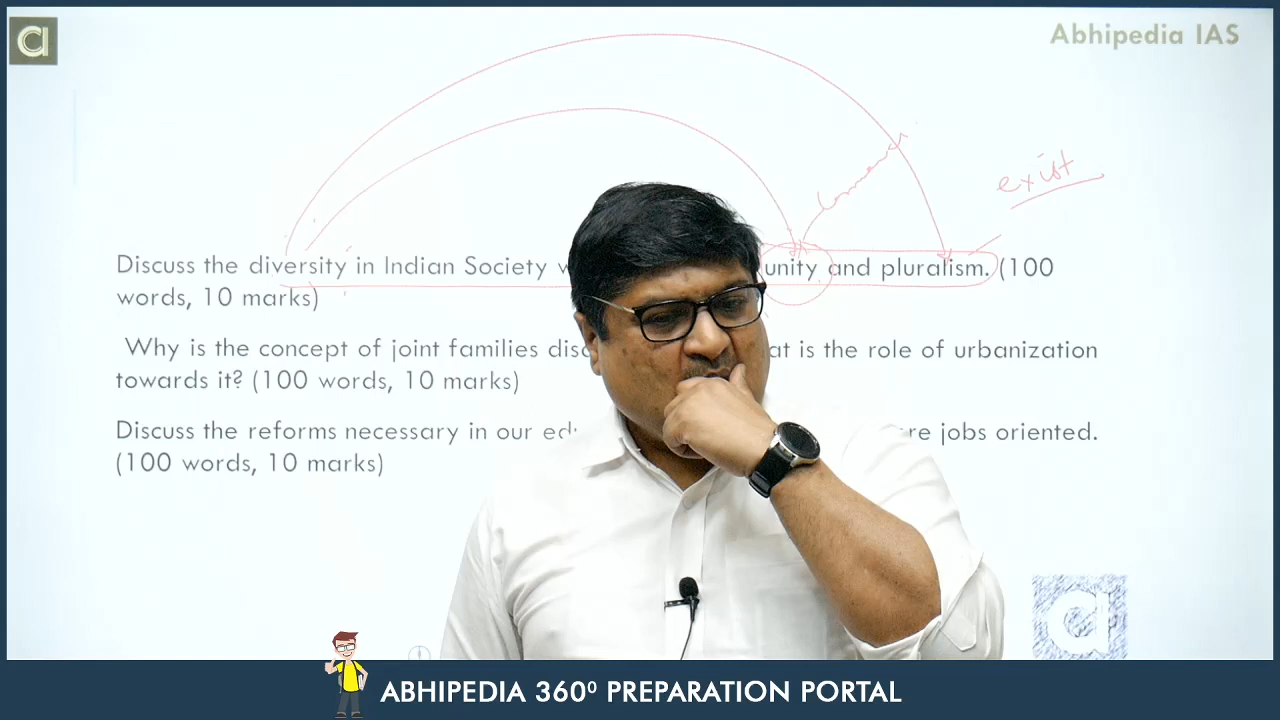 Abhipedia IAS
exist
Discuss the diversity in Indian Society w unity and pluralism. (100
words, 10 marks)
Why is the concept of joint families disc at is the role of urbanization
towards it? (100 words, 10 marks)
Discuss the reforms necessary in our edu re jobs oriented.
(100 words, 10 marks)
ABHIPEDIA 360⁰ PREPARATION PORTAL